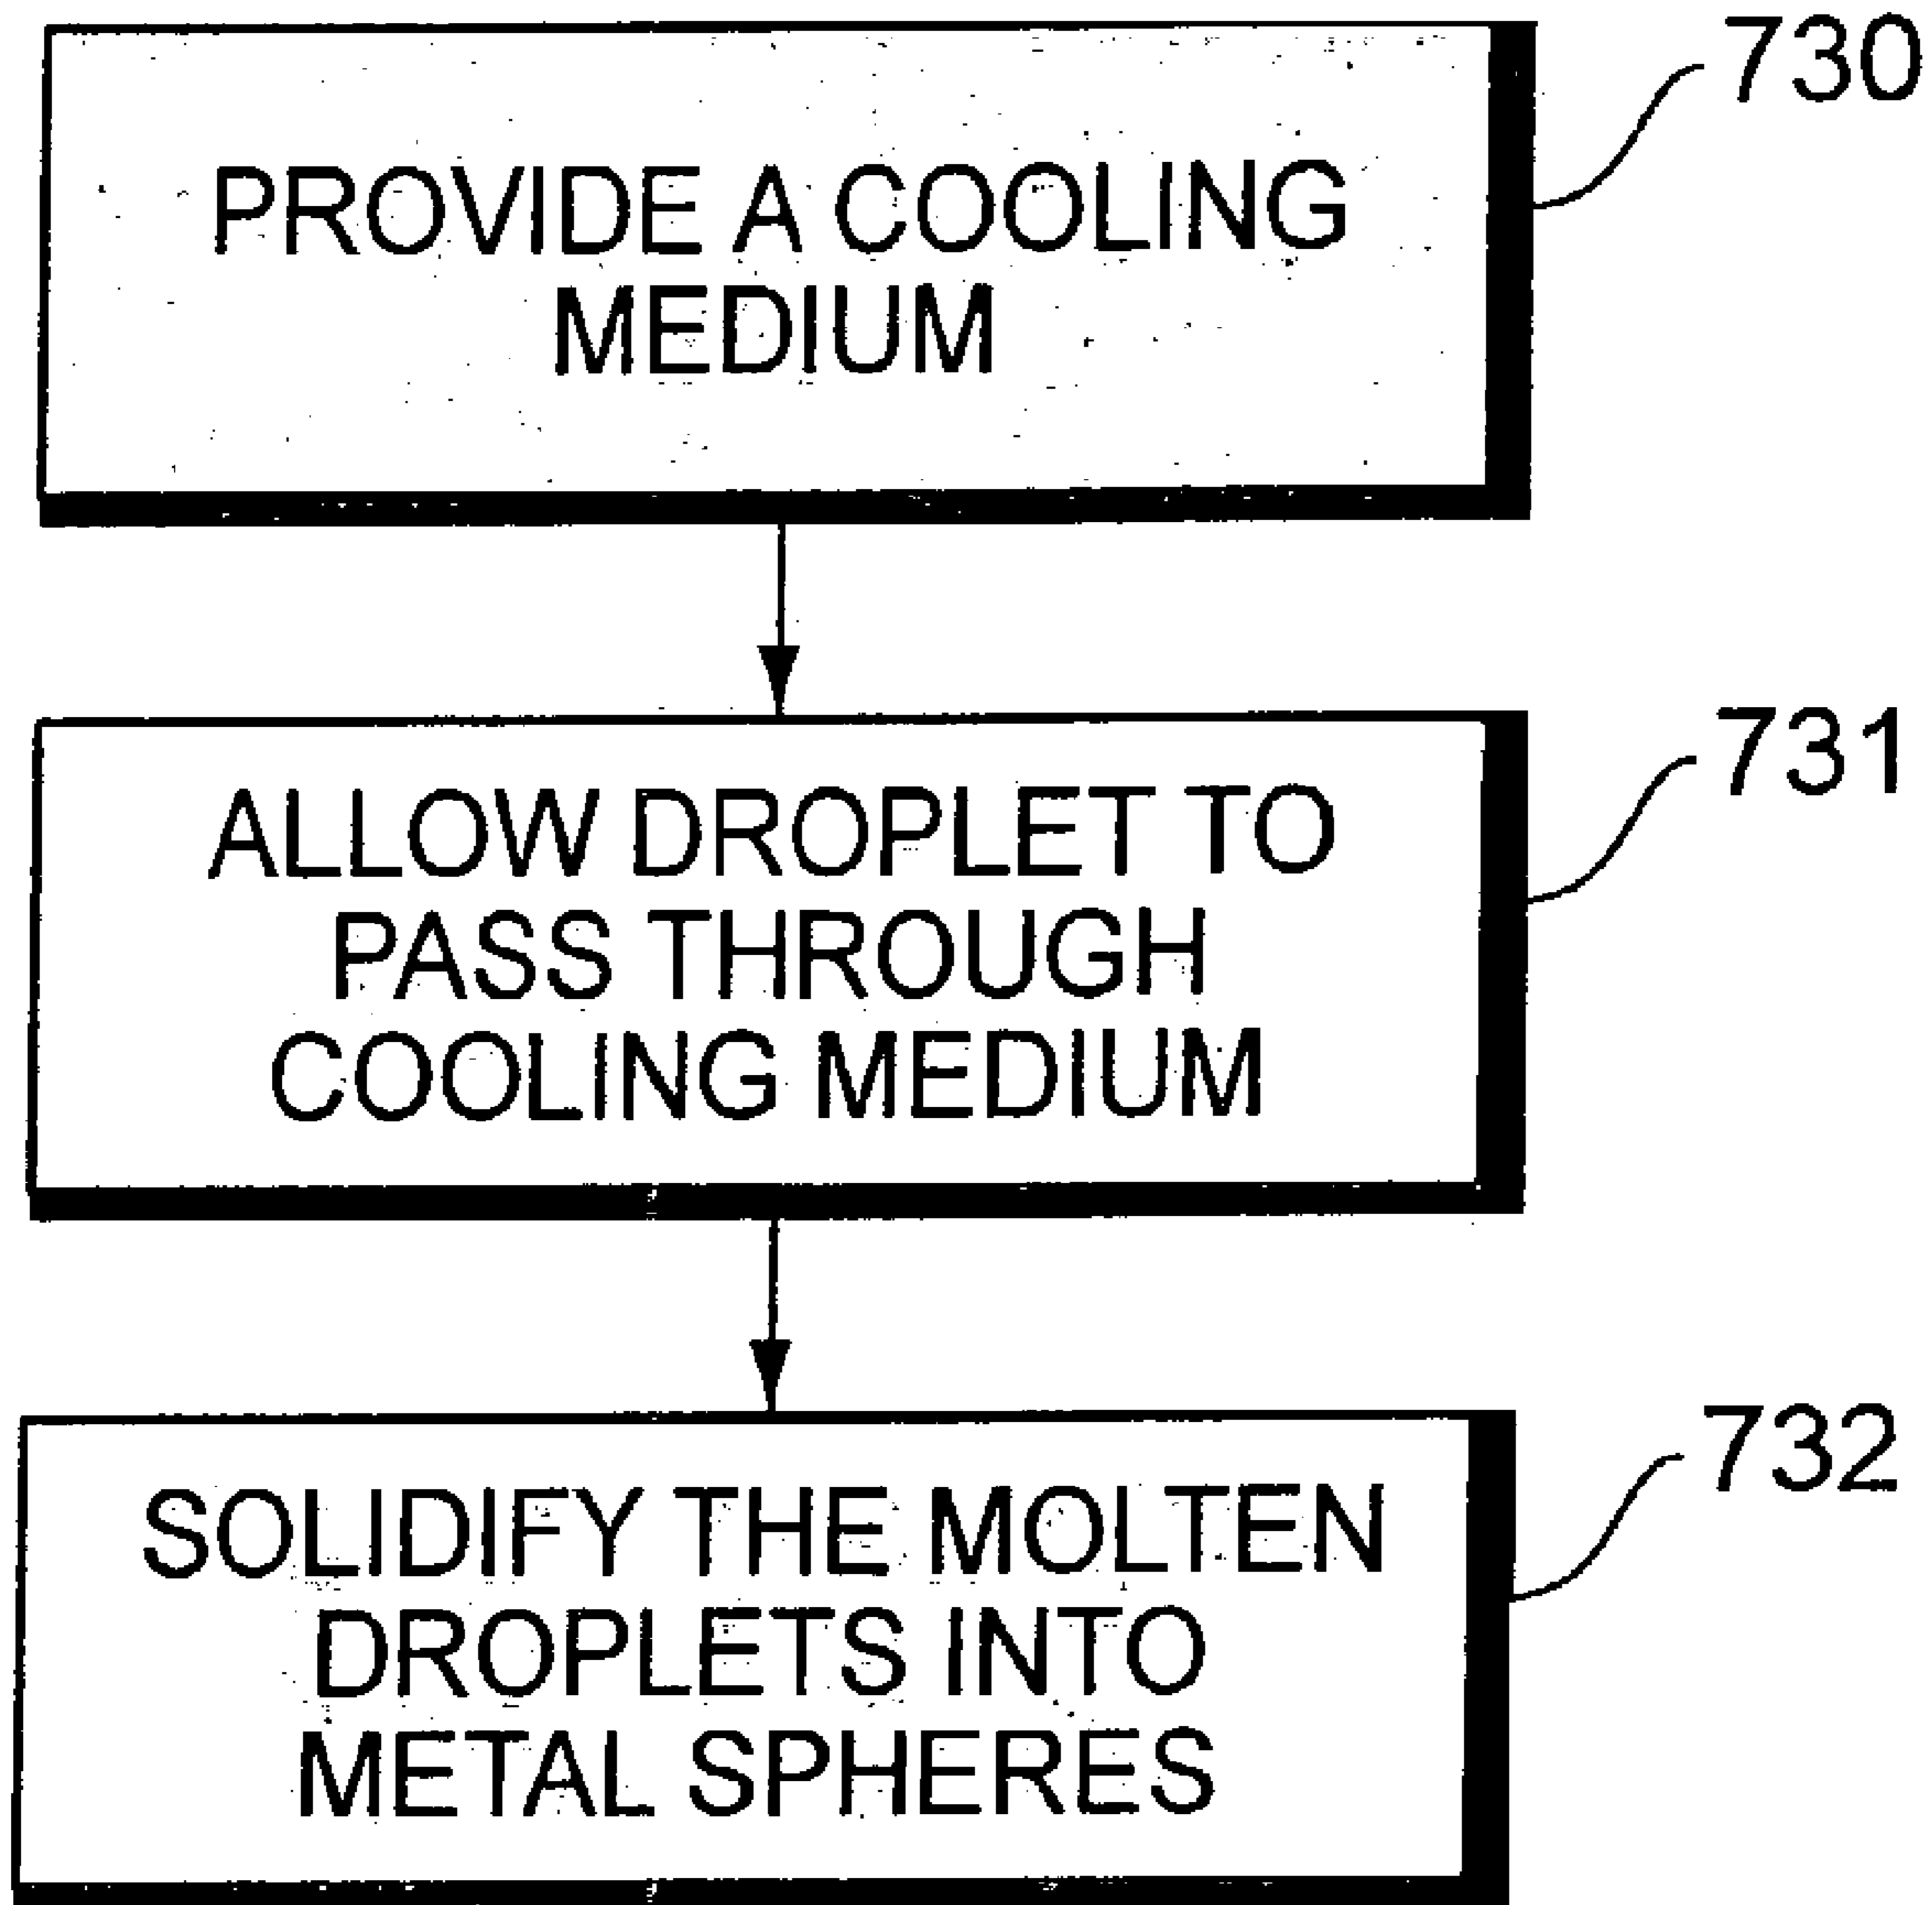 730
PROVIDE A COOLING
MEDIUM
731
ALLOW DROPLET TO
PASS THROUGH
COOLING MEDIUM
732
SOLIDIFY THE MOLTEN
DROPLETS INTO
METAL SPHERES